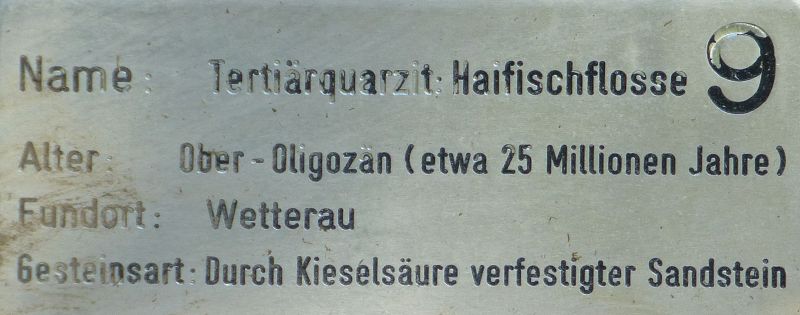 Name: Tertiärquarzit: Haifischflosse 9
Alter: Ober-Oligozän (etwa 25 Millionen Jahre)
Fundort: Wetterau
Gesteinsart: Durch Kieselsäure verfestigter Sandstein